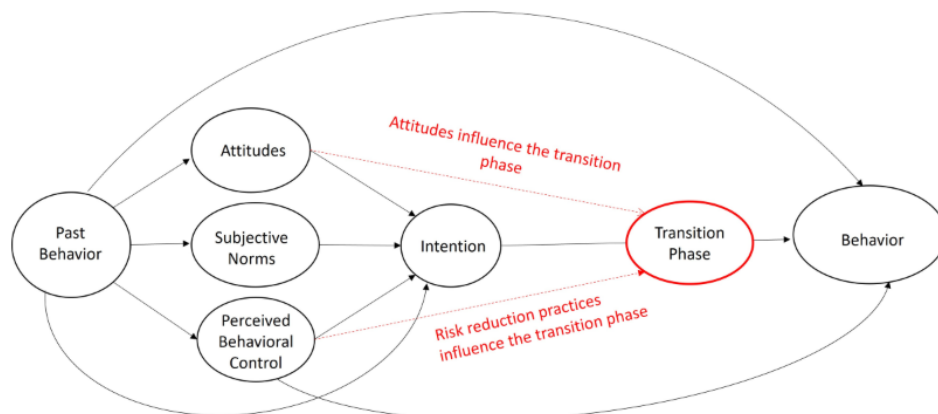 Attitudes influence the transition
phase
Attitudes
Past
Behavior
Subjective
Norms
Intention
Transition
Phase
Behavior
Perceived
Behavioral
Control
Risk reduction practices
influence the transition phase